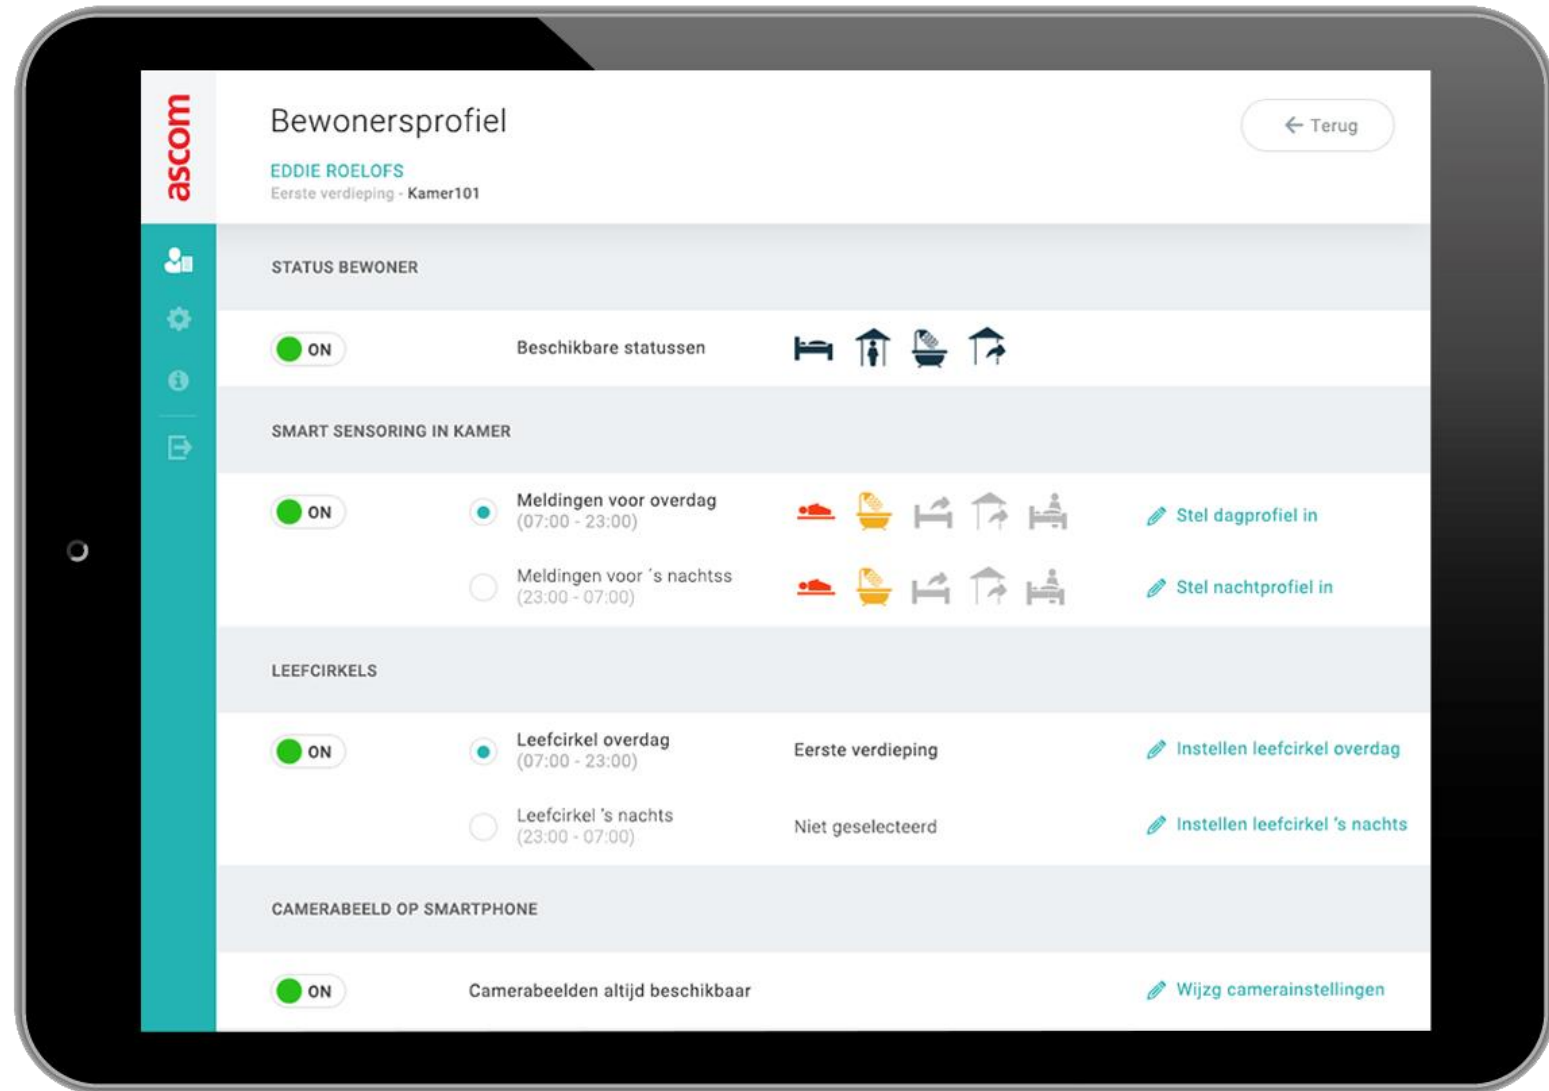 ascom
Bewonersprofiel
← Terug
EDDIE ROELOFS
Eerste verdieping - Kamer101
STATUS BEWONER
ON
Beschikbare statussen
SMART SENSORING IN KAMER
ON
Meldingen voor overdag
(07:00 - 23:00)
Stel dagprofiel in
Meldingen voor ´s nachtss
(23:00 - 07:00)
Stel nachtprofiel in
LEEFCIRKELS
ON
Leefcirkel overdag
(07:00 - 23:00)
Eerste verdieping
Instellen leefcirkel overdag
Leefcirkel 's nachts
(23:00 - 07:00)
Niet geselecteerd
Instellen leefcirkel 's nachts
CAMERABEELD OP SMARTPHONE
ON
Camerabeelden altijd beschikbaar
Wijzg camerainstellingen